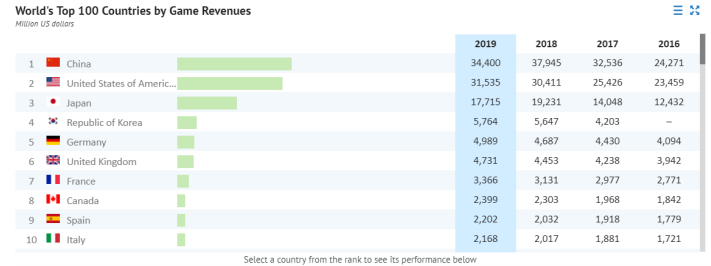 World's Top 100 Countries by Game Revenues
Million US dollars
2019 2018 2017 2016
1 China 34,400 37,945 32,536 24,271
2 United States of Americ... 31,535 30,411 25,426 23,459
3 Japan 17,715 19,231 14,048 12,432
4 Republic of Korea 5,764 5,647 4,203 –
5 Germany 4,989 4,687 4,430 4,094
6 United Kingdom 4,731 4,453 4,238 3,942
7 France 3,366 3,131 2,977 2,771
8 Canada 2,399 2,303 1,968 1,842
9 Spain 2,202 2,032 1,918 1,779
10 Italy 2,168 2,017 1,881 1,721
Select a country from the rank to see its performance below